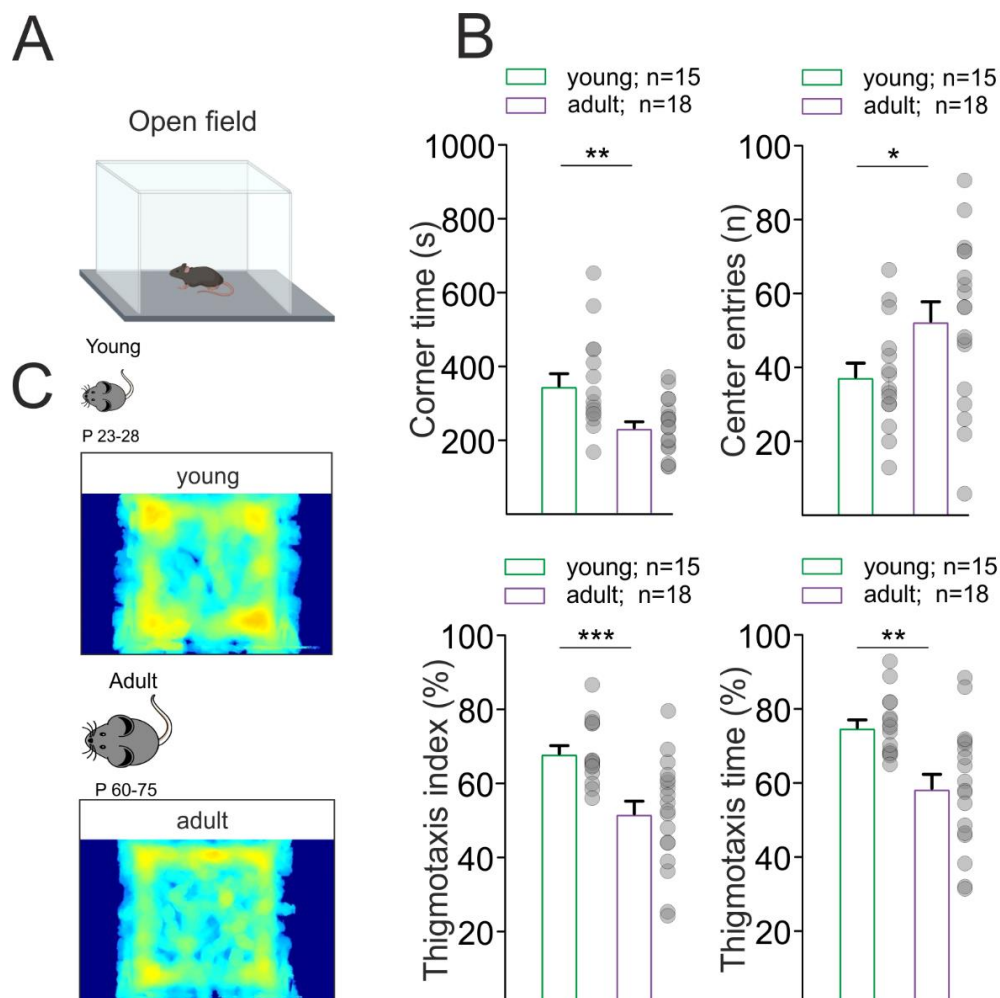 A
Open field
Young
C
P 23-28
young
Adult
P 60-75
adult
B
young; n=15
adult; n=18
1000
800
600
400
200
Corner time (s)
**
young; n=15
adult; n=18
100
80
60
40
20
Center entries (n)
*
young; n=15
adult; n=18
100
80
60
40
20
Thigmotaxis index (%)
***
young; n=15
adult; n=18
100
80
60
40
20
Thigmotaxis time (%)
**